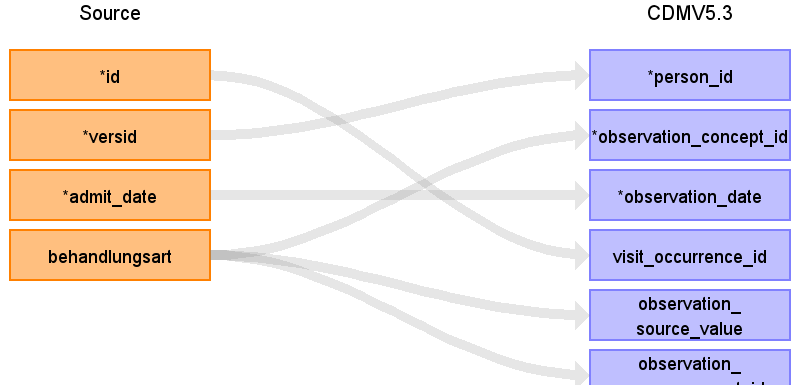 Source
CDMV5.3
*id
*person_id
*versid
*observation_concept_id
*admit_date
*observation_date
behandlungsart
visit_occurrence_id
observation_
source_value
observation_